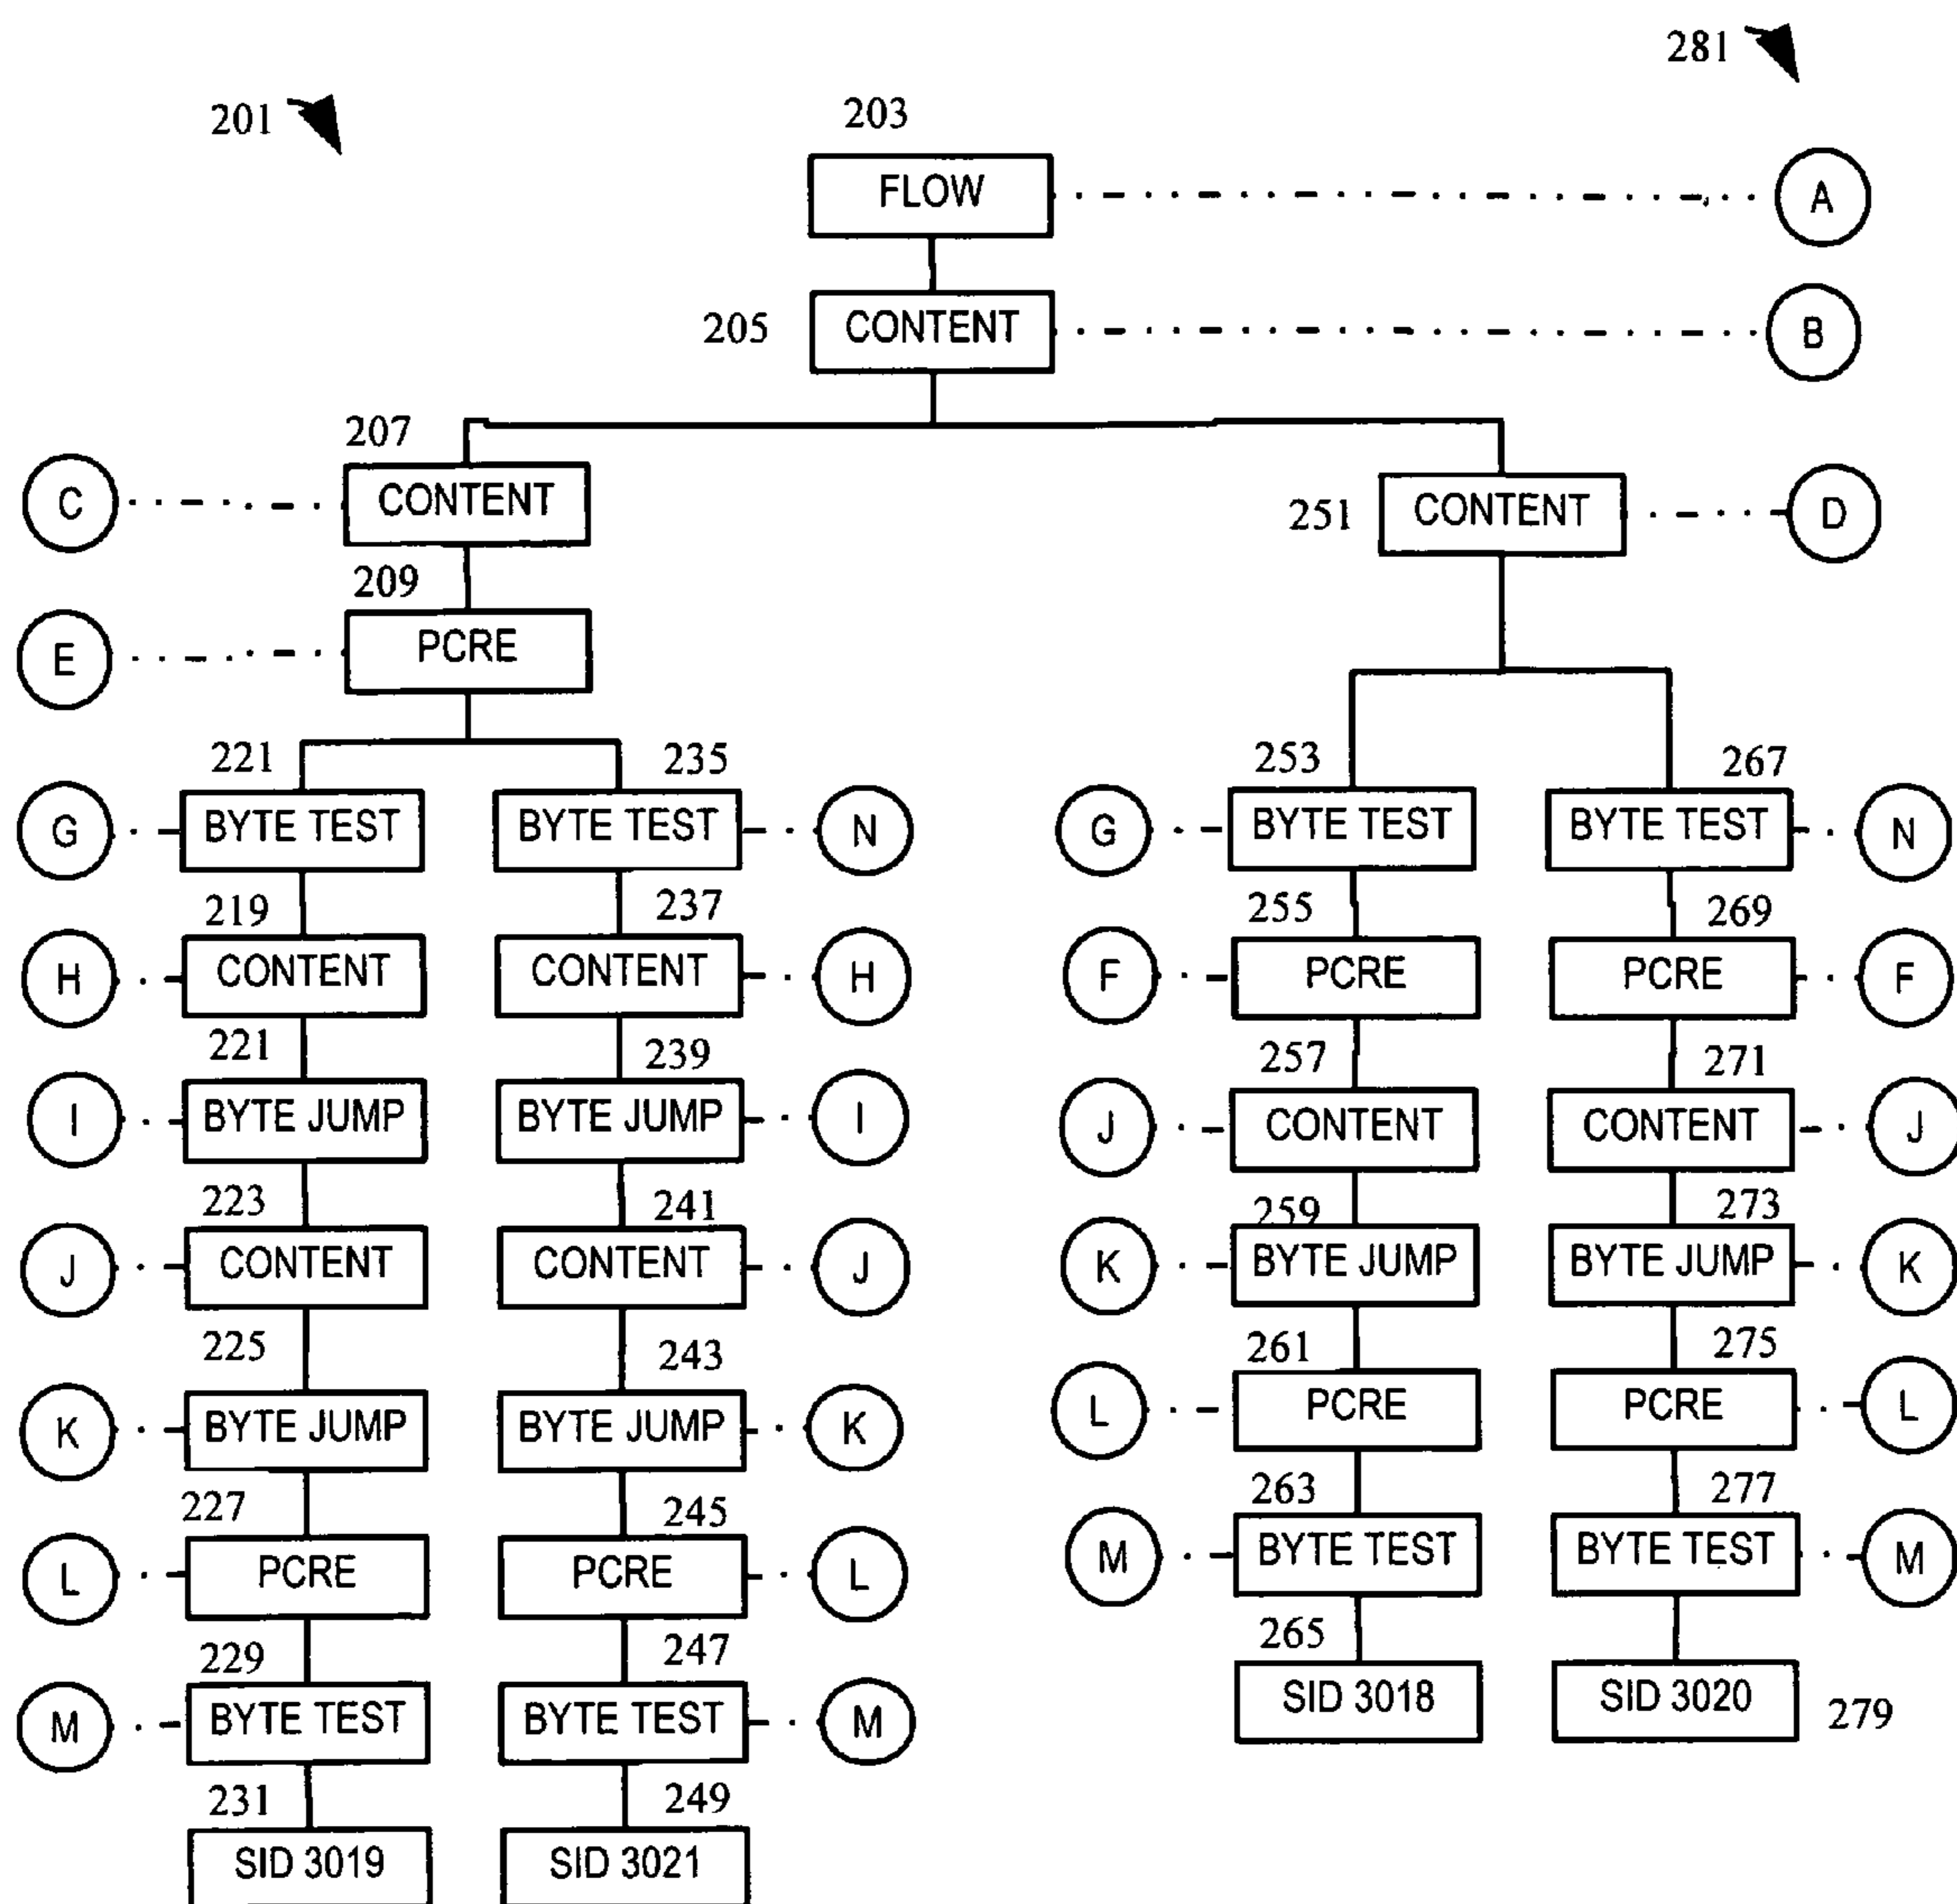 281
201
203
FLOW
A
205
CONTENT
B
207
C
CONTENT
251
CONTENT
D
209
E
PCRE
221
235
253
267
G
BYTE TEST
BYTE TEST
N
G
BYTE TEST
BYTE TEST
N
219
237
255
269
H
CONTENT
CONTENT
H
F
PCRE
PCRE
F
221
239
257
271
I
BYTE JUMP
BYTE JUMP
I
J
CONTENT
CONTENT
J
223
241
259
273
J
CONTENT
CONTENT
J
K
BYTE JUMP
BYTE JUMP
K
225
243
261
275
K
BYTE JUMP
BYTE JUMP
K
L
PCRE
PCRE
L
227
245
263
277
L
PCRE
PCRE
L
M
BYTE TEST
BYTE TEST
M
229
247
265
M
BYTE TEST
BYTE TEST
M
SID 3018
SID 3020
279
231
249
SID 3019
SID 3021